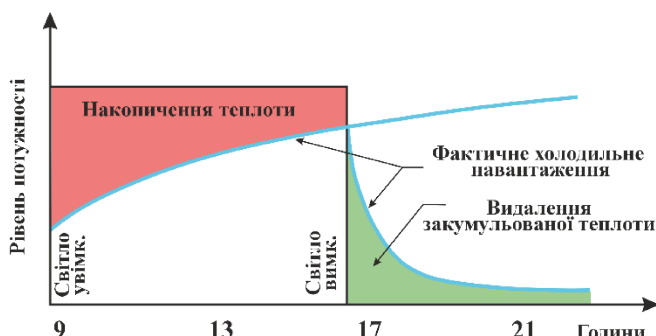 Рівень потужності
Накопичення теплоти
Фактичне холодильне
навантаження
Видалення
закумульованої теплоти
Світло
увімк.
Світло
вимк.
9 13 17 21 Години